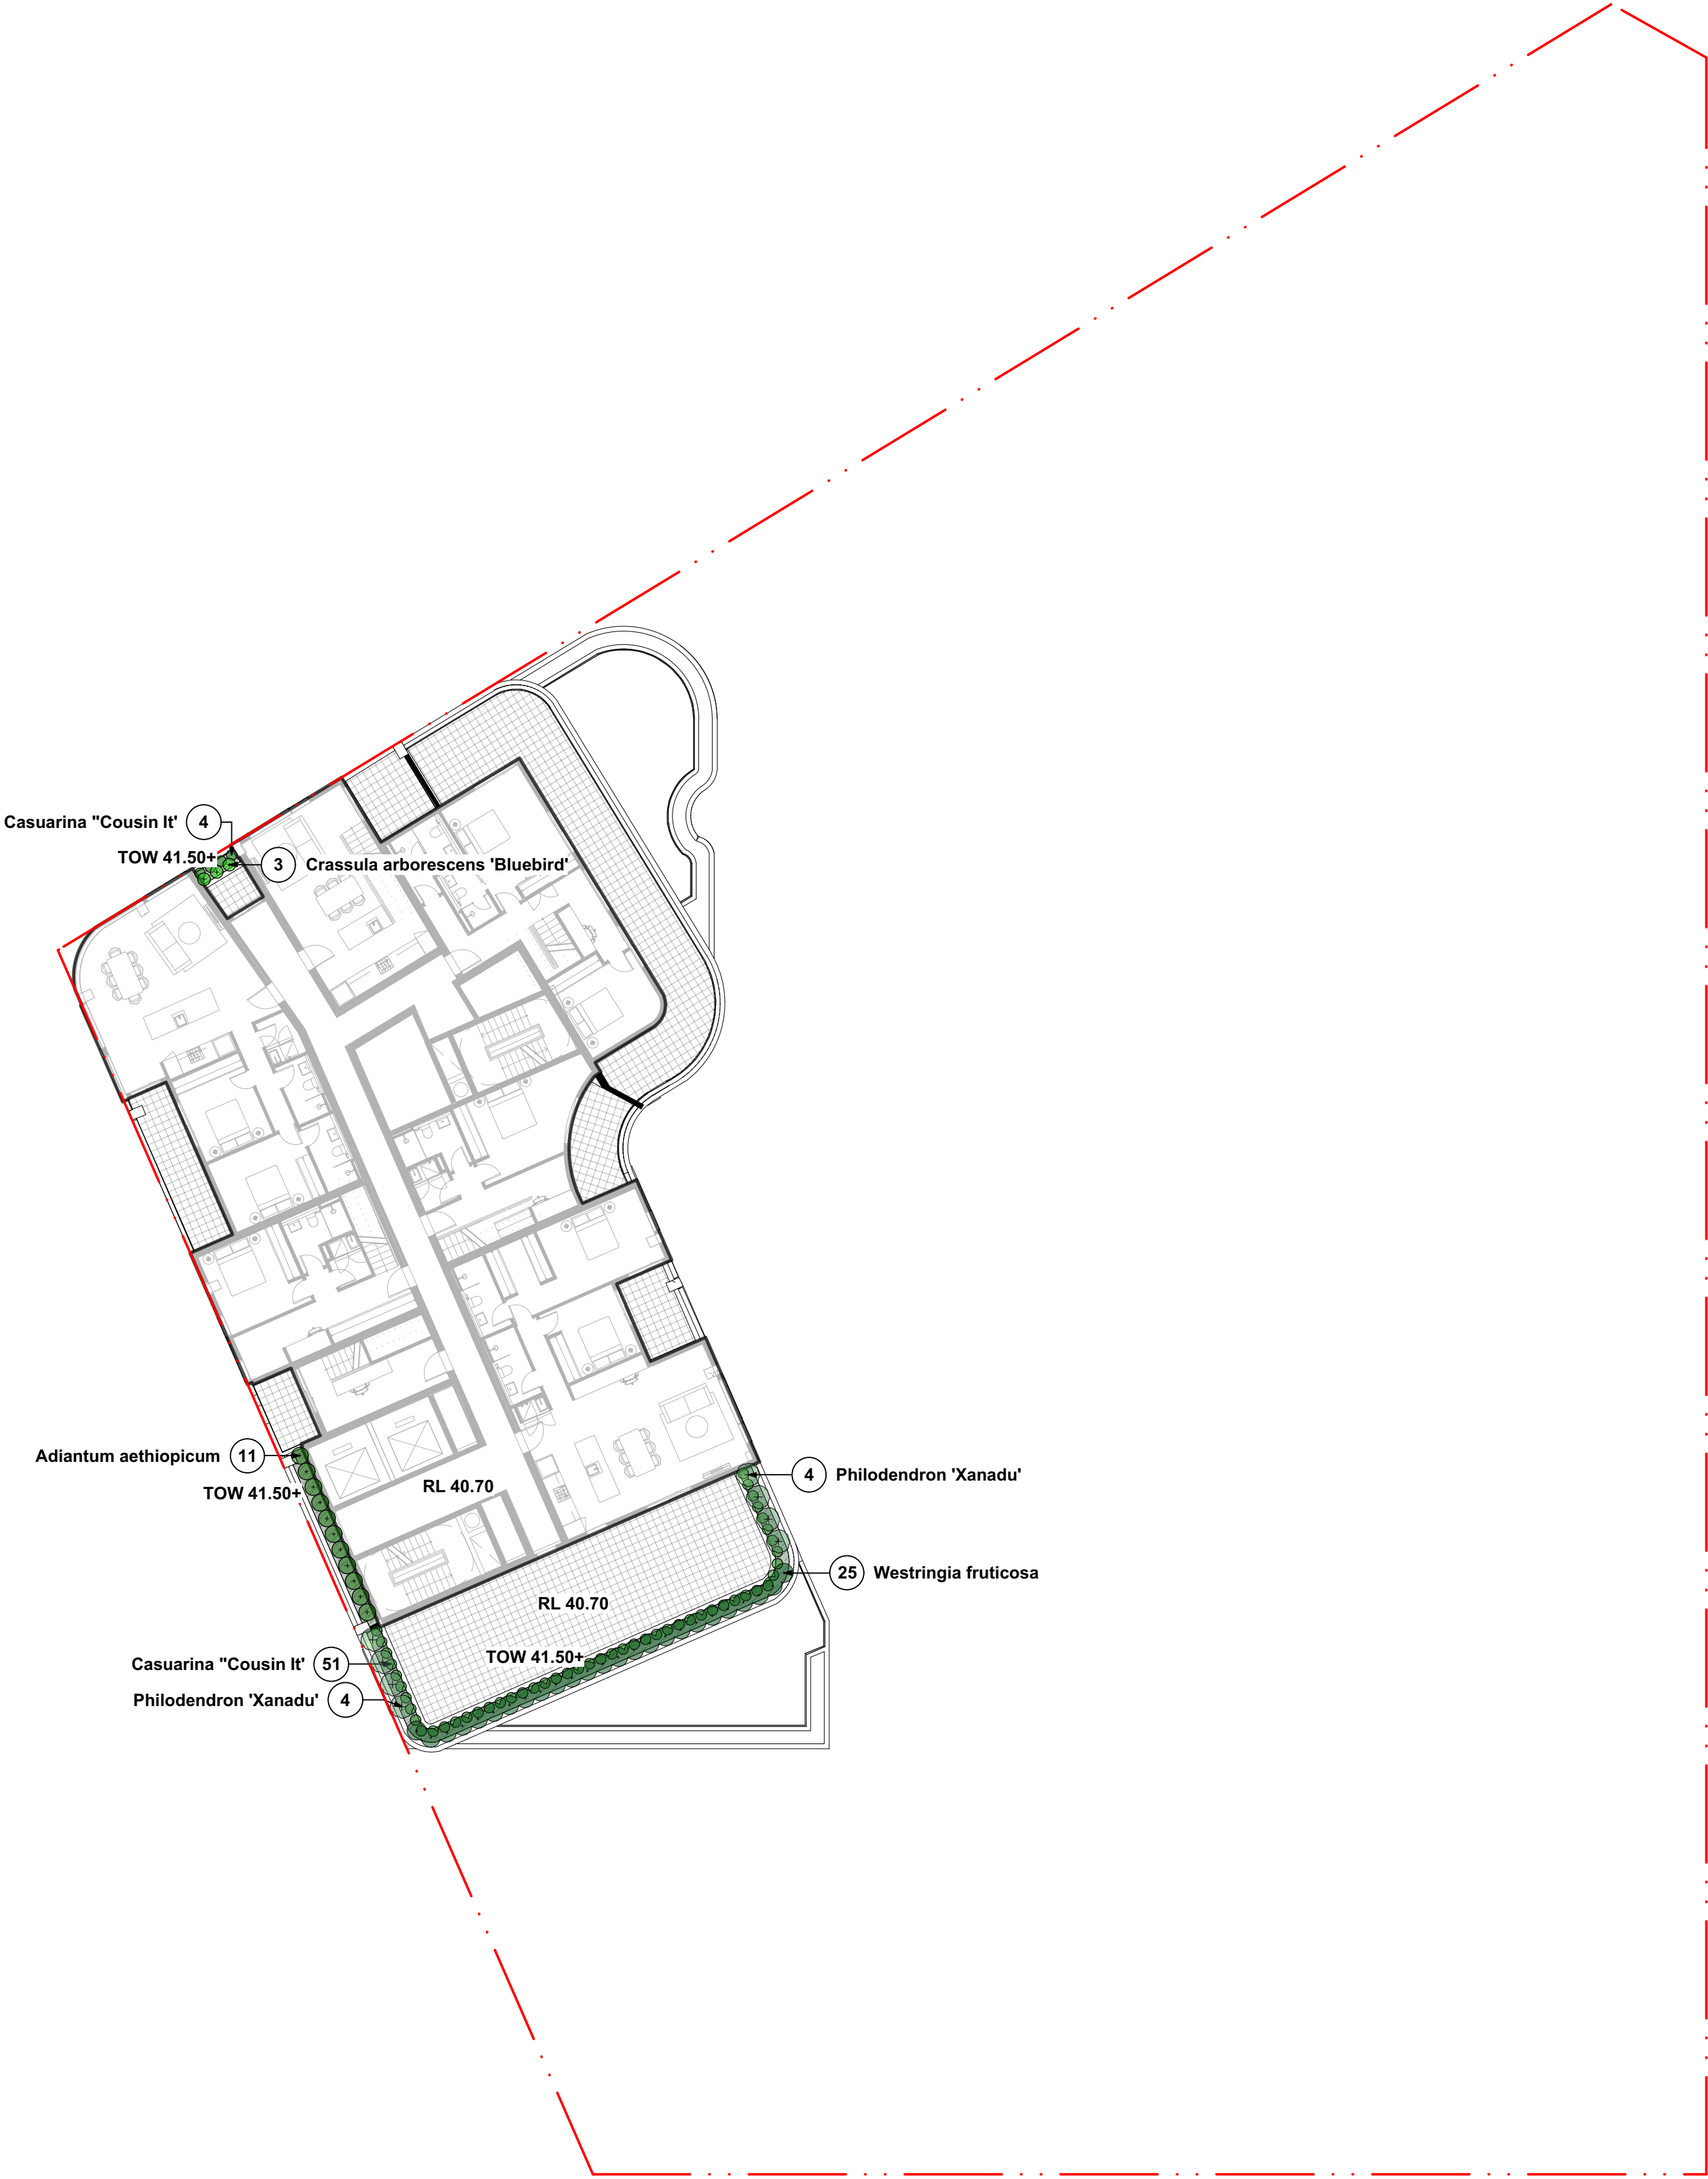 Casuarina "Cousin It' 4
TOW 41.50+
3 Crassula arborescens 'Bluebird'
Adiantum aethiopicum 11
TOW 41.50+
RL 40.70
4 Philodendron 'Xanadu'
25 Westringia fruticosa
RL 40.70
TOW 41.50+
Casuarina "Cousin It' 51
Philodendron 'Xanadu' 4